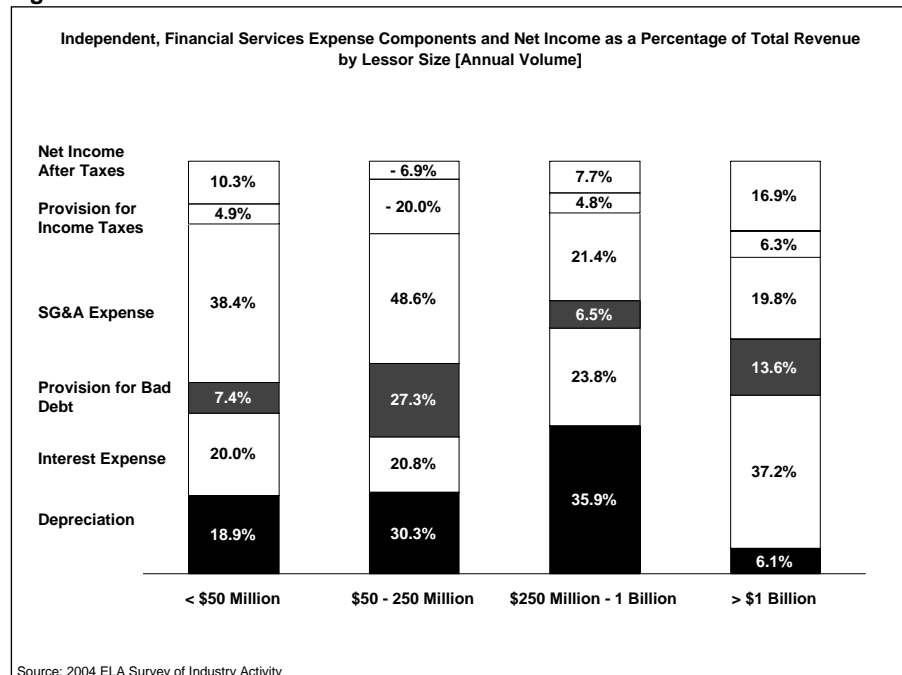 Independent, Financial Services Expense Components and Net Income as a Percentage of Total Revenue
by Lessor Size [Annual Volume]
Net Income
After Taxes
10.3%
- 6.9%
7.7%
16.9%
Provision for
Income Taxes
4.9%
- 20.0%
4.8%
6.3%
SG&A Expense
38.4%
48.6%
21.4%
19.8%
Provision for Bad
Debt
7.4%
27.3%
6.5%
13.6%
Interest Expense
20.0%
20.8%
23.8%
37.2%
Depreciation
18.9%
30.3%
35.9%
6.1%
< $50 Million
$50 - 250 Million
$250 Million - 1 Billion
> $1 Billion
Source: 2004 ELA Survey of Industry Activity